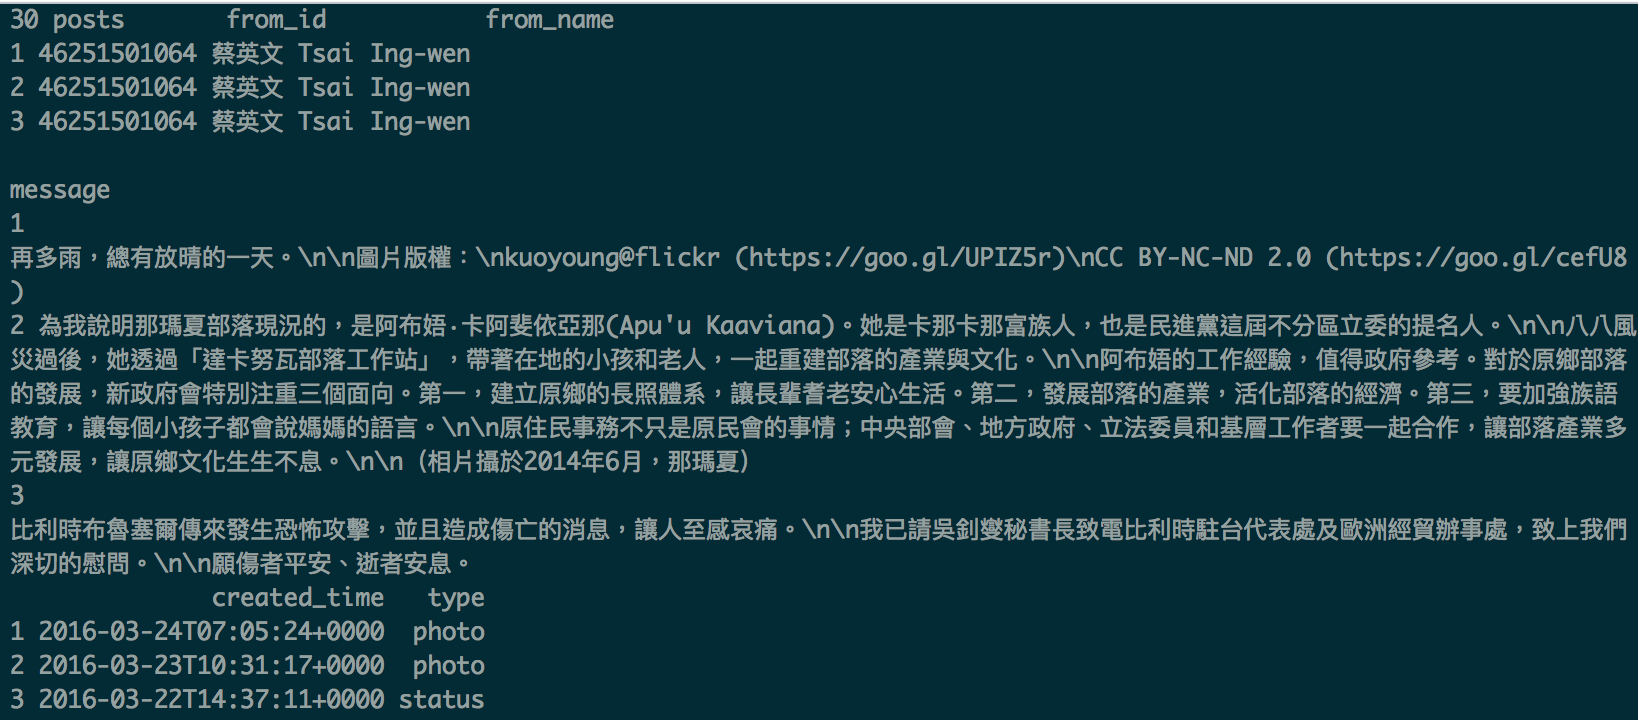 30 posts from_id from_name
1 46251501064 蔡英文 Tsai Ing-wen
2 46251501064 蔡英文 Tsai Ing-wen
3 46251501064 蔡英文 Tsai Ing-wen
message
1
再多雨，總有放晴的一天。\n\n圖片版權：\nkuoyoung@flickr (https://goo.gl/UPIZ5r)\nCC BY-NC-ND 2.0 (https://goo.gl/cefU8
)
2 為我說明那瑪夏部落現況的，是阿布娪·卡阿斐依亞那(Apu'u Kaaviana)。她是卡那卡那富族人，也是民進黨這屆不分區立委的提名人。\n\n八八風
災過後，她透過「達卡努瓦部落工作站」，帶著在地的小孩和老人，一起重建部落的產業與文化。\n\n阿布娪的工作經驗，值得政府參考。對於原鄉部落
的發展，新政府會特別注重三個面向。第一，建立原鄉的長照體系，讓長輩耆老安心生活。第二，發展部落的產業，活化部落的經濟。第三，要加強族語
教育，讓每個小孩子都會說媽媽的語言。\n\n原住民事務不只是原民會的事情；中央部會、地方政府、立法委員和基層工作者要一起合作，讓部落產業多
元發展，讓原鄉文化生生不息。\n\n（相片攝於2014年6月，那瑪夏）
3
比利時布魯塞爾傳來發生恐怖攻擊，並且造成傷亡的消息，讓人至感哀痛。\n\n我已請吳釗燮秘書長致電比利時駐台代表處及歐洲經貿辦事處，致上我們
深切的慰問。\n\n願傷者平安、逝者安息。
created_time type
1 2016-03-24T07:05:24+0000 photo
2 2016-03-23T10:31:17+0000 photo
3 2016-03-22T14:37:11+0000 status